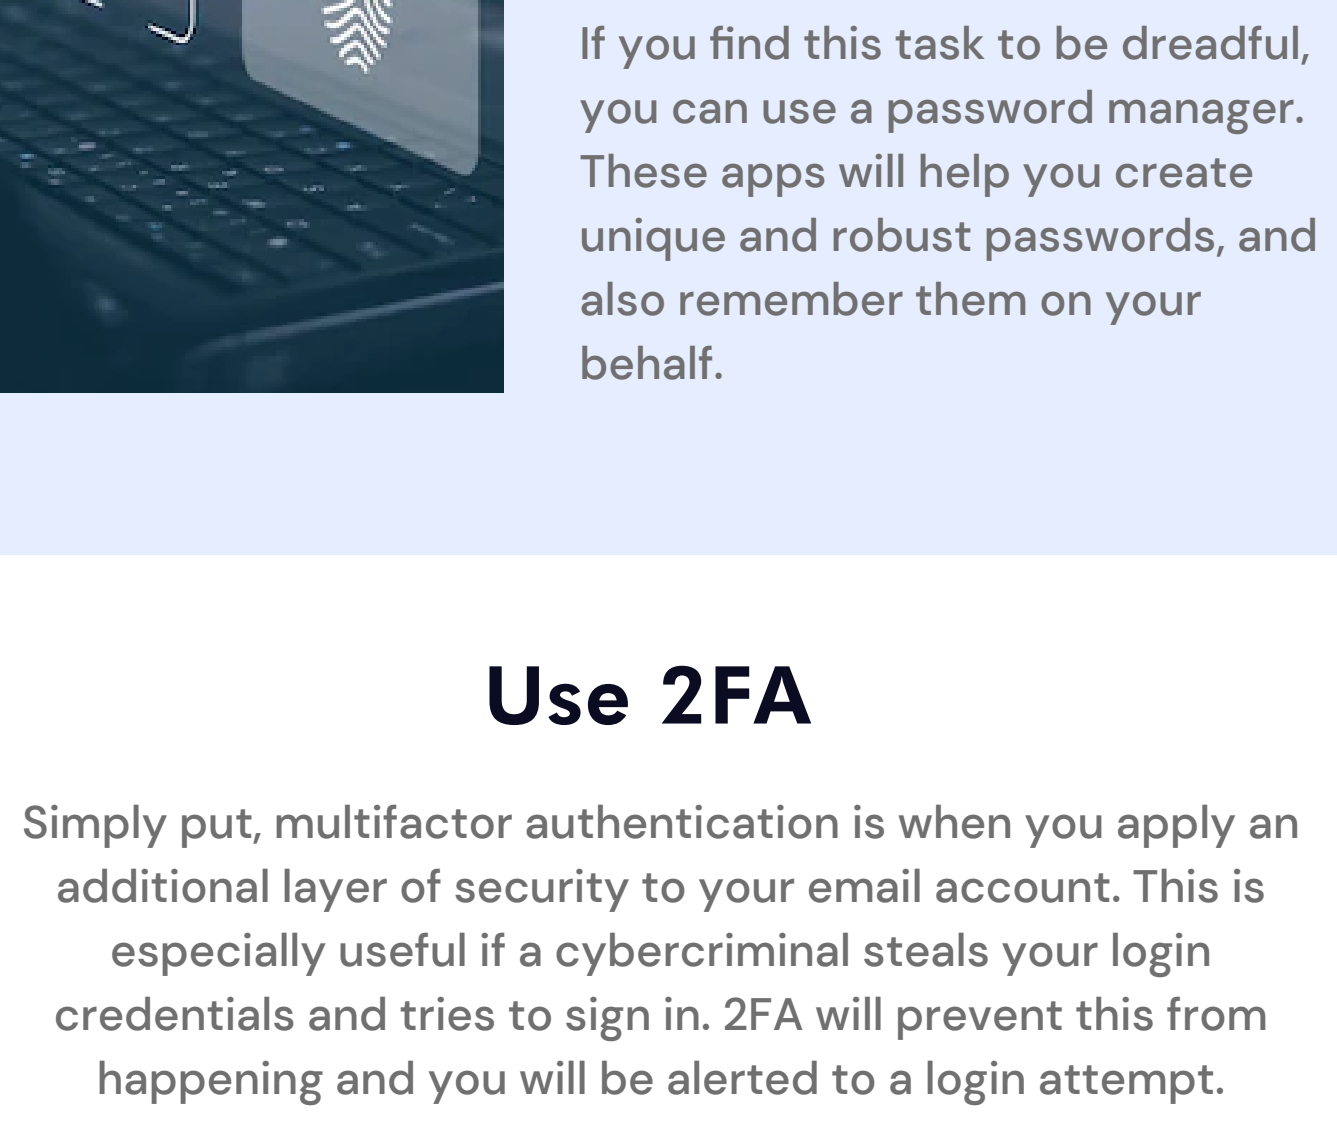 If you find this task to be dreadful,
you can use a password manager.
These apps will help you create
unique and robust passwords, and
also remember them on your
behalf.
Use 2FA
Simply put, multifactor authentication is when you apply an
additional layer of security to your email account. This is
especially useful if a cybercriminal steals your login
credentials and tries to sign in. 2FA will prevent this from
happening and you will be alerted to a login attempt.